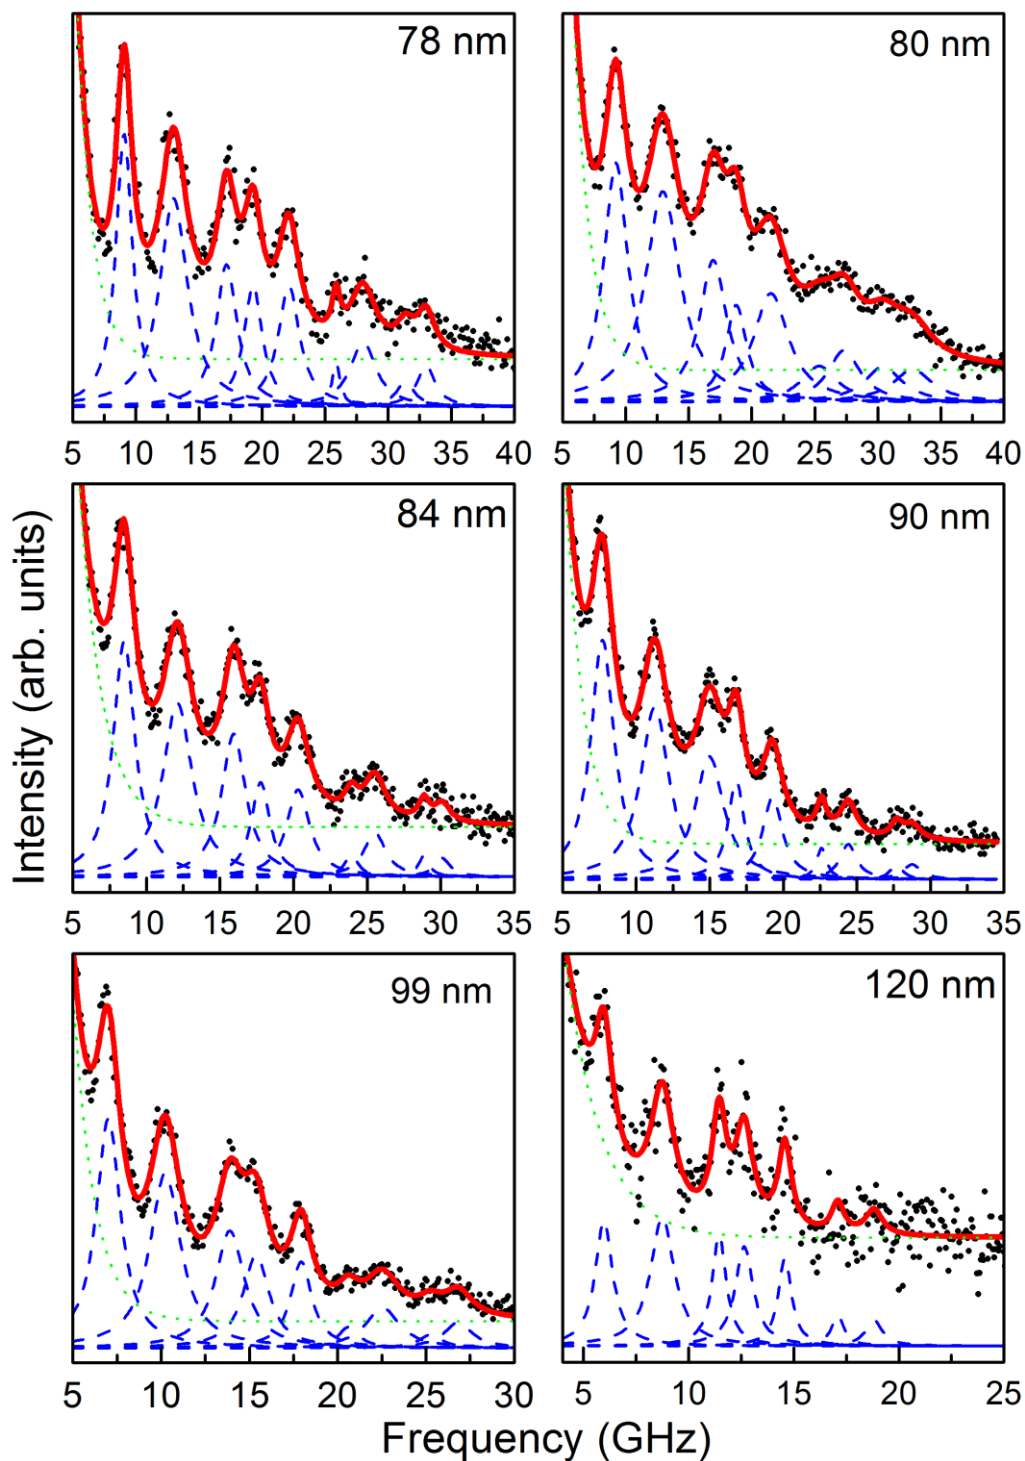 78 nm
80 nm
5 10 15 20 25 30 35 40
5 10 15 20 25 30 35 40
84 nm
90 nm
Intensity (arb. units)
5 10 15 20 25 30 35
5 10 15 20 25 30 35
99 nm
120 nm
5 10 15 20 25 30
5 10 15 20 25
Frequency (GHz)